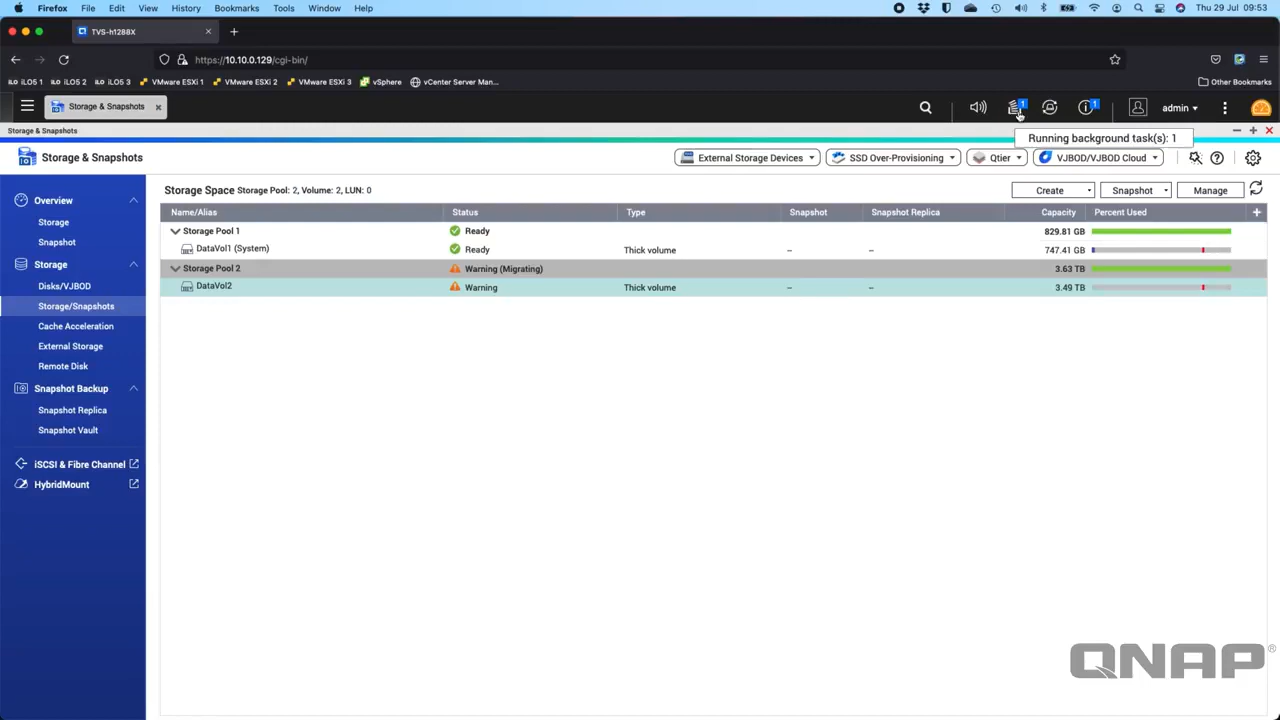 Firefox File Edit View History Bookmarks Tools Window Help Thu 29 Jul 09:53
TVS-h1288X
https://10.10.0.129/cgi-bin/
iLO iLO5 1 iLO iLO5 2 iLO iLO5 3 VMware ESXi 1 VMWare ESXi 2 VMWare ESXi 3 vSphere vCenter Server Man... Other Bookmarks
Storage & Snapshots 1 1 admin
Storage & Snapshots
Running background task(s): 1
Storage & Snapshots External Storage Devices SSD Over-Provisioning Qtier VJBOD/VJBOD Cloud
Overview
Storage
Snapshot
Storage
Disks/VJBOD
Storage/Snapshots
Cache Acceleration
External Storage
Remote Disk
Snapshot Backup
Snapshot Replica
Snapshot Vault
iSCSI & Fibre Channel
HybridMount
Storage Space Storage Pool: 2, Volume: 2, LUN: 0 Create Snapshot Manage
Name/Alias Status Type Snapshot Snapshot Replica Capacity Percent Used
Storage Pool 1 Ready 829.81 GB
DataVol1 (System) Ready Thick volume -- -- 747.41 GB
Storage Pool 2 Warning (Migrating) 3.63 TB
DataVol2 Warning Thick volume -- -- 3.49 TB
QNAP®